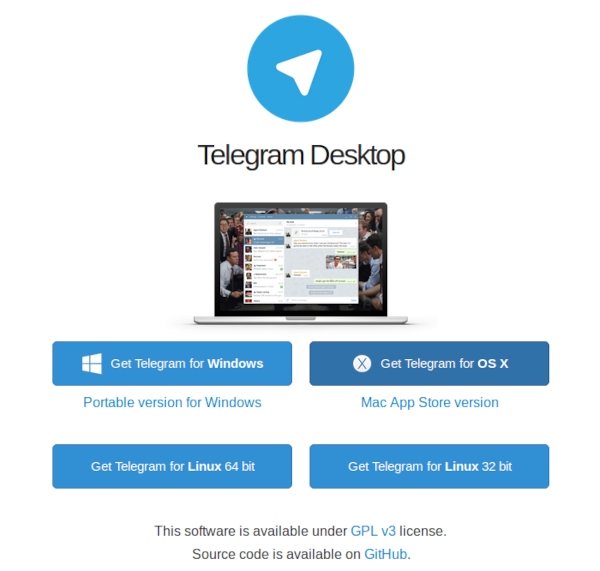 Telegram Desktop
Get Telegram for Windows
Get Telegram for OS X
Portable version for Windows
Mac App Store version
Get Telegram for Linux 64 bit
Get Telegram for Linux 32 bit
This software is available under GPL v3 license.
Source code is available on GitHub.